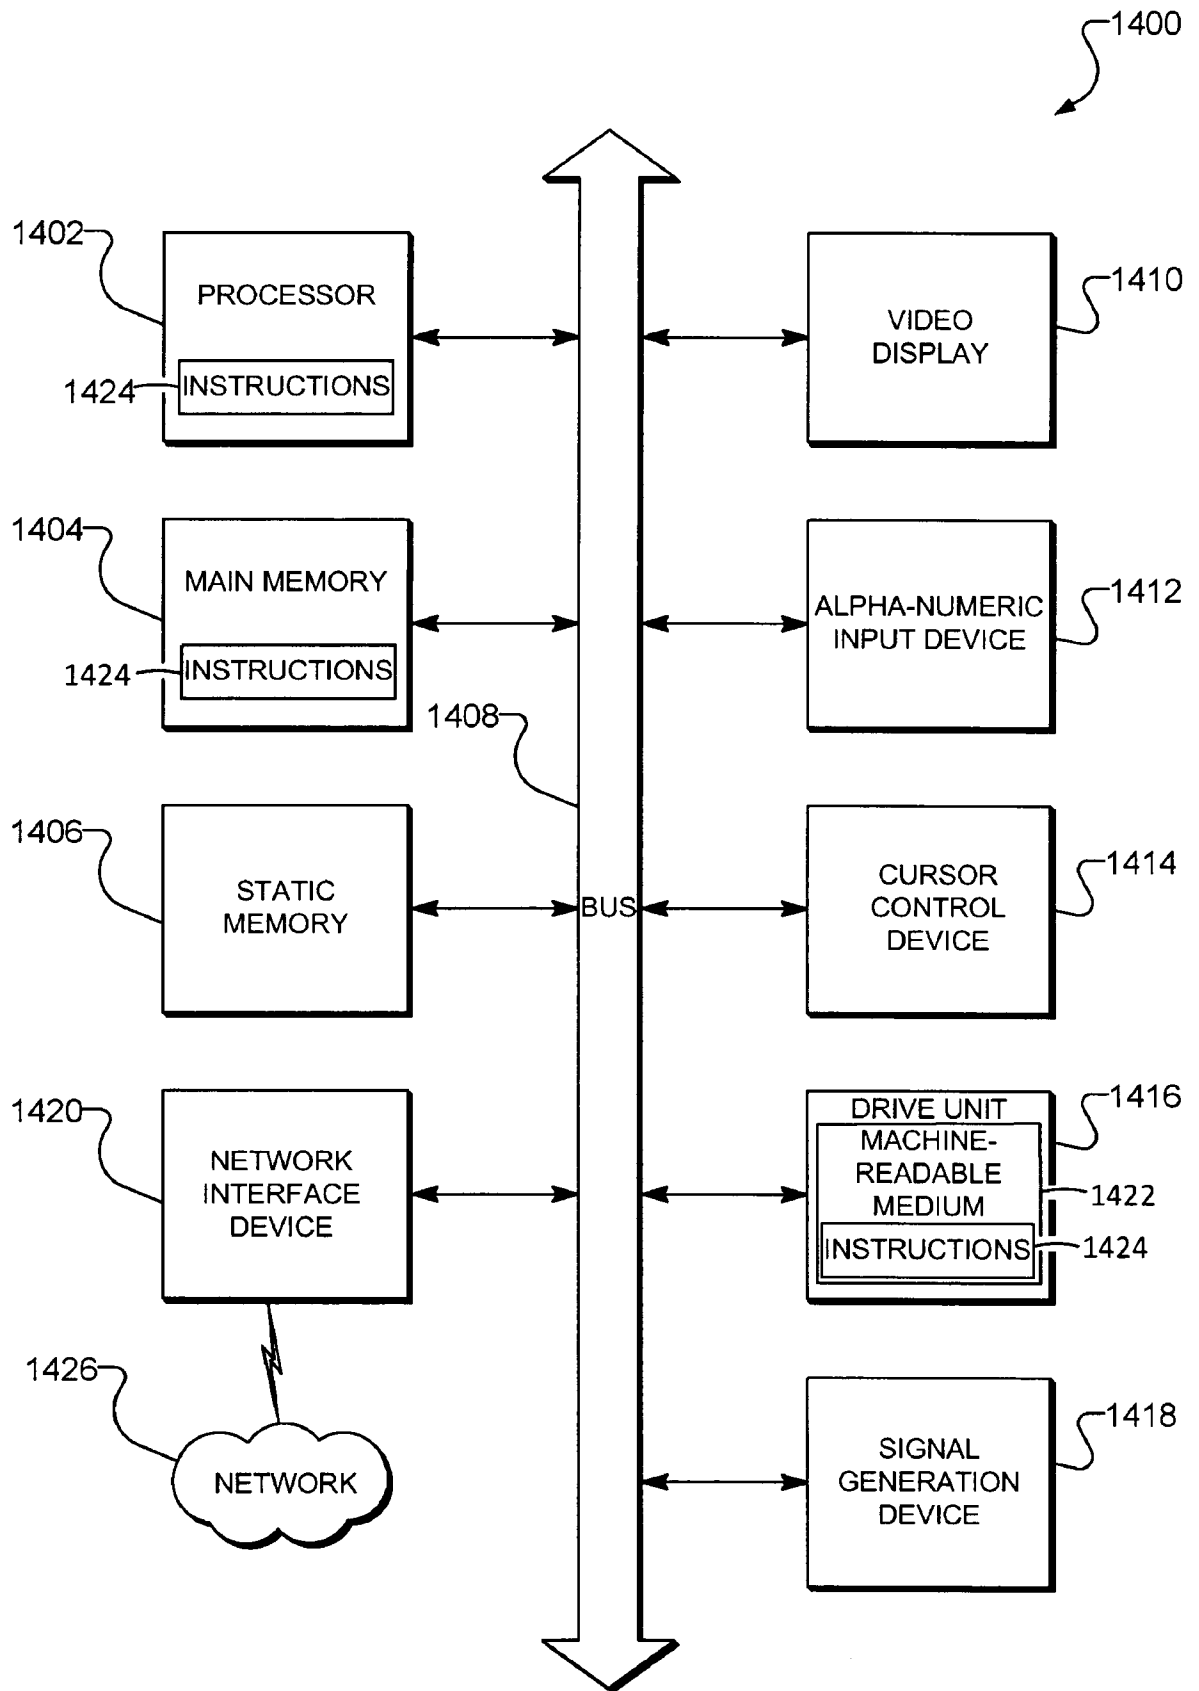 1400
1402
PROCESSOR
1424
INSTRUCTIONS
1404
MAIN MEMORY
1424
INSTRUCTIONS
1406
STATIC
MEMORY
1420
NETWORK
INTERFACE
DEVICE
1426
NETWORK
1408
BUS
1410
VIDEO
DISPLAY
1412
ALPHA-NUMERIC
INPUT DEVICE
1414
CURSOR
CONTROL
DEVICE
1416
DRIVE UNIT
MACHINE-
READABLE
MEDIUM
1422
INSTRUCTIONS
1424
1418
SIGNAL
GENERATION
DEVICE